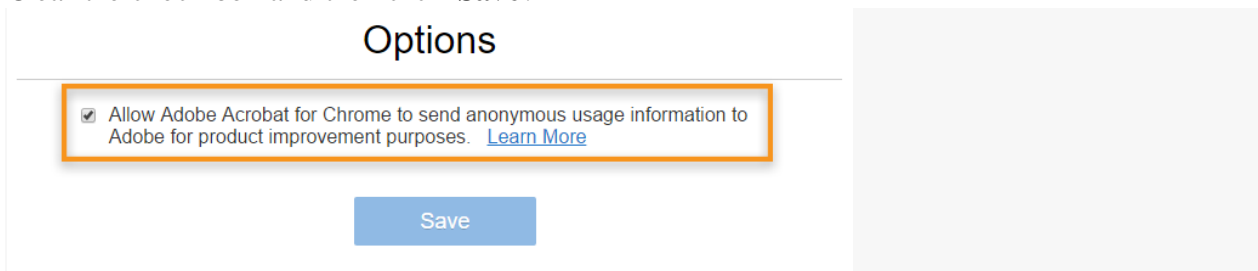 Options
Allow Adobe Acrobat for Chrome to send anonymous usage information to
Adobe for product improvement purposes. Learn More
Save